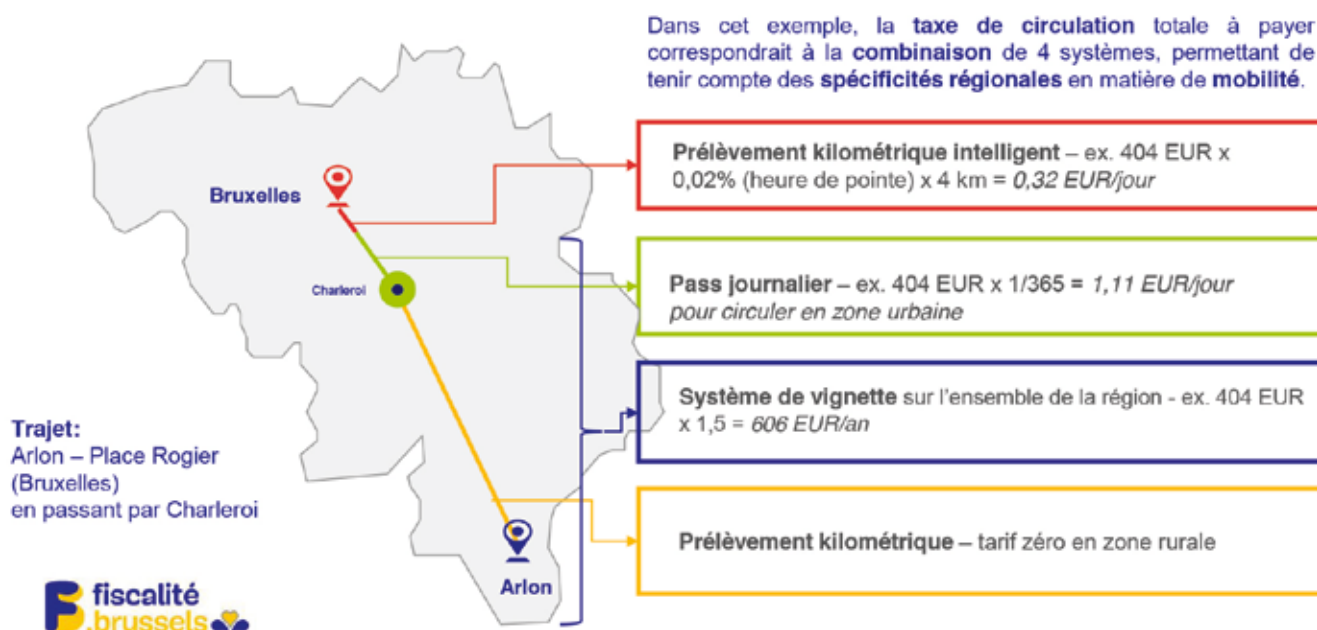 Dans cet exemple, la taxe de circulation totale à payer
correspondrait à la combinaison de 4 systèmes, permettant de
tenir compte des spécificités régionales en matière de mobilité.
Prélèvement kilométrique intelligent – ex. 404 EUR x
0,02% (heure de pointe) x 4 km = 0,32 EUR/jour
Bruxelles
Pass journalier – ex. 404 EUR x 1/365 = 1,11 EUR/jour
pour circuler en zone urbaine
Charleroi
Système de vignette sur l'ensemble de la région - ex. 404 EUR
x 1,5 = 606 EUR/an
Trajet:
Arlon – Place Rogier
(Bruxelles)
en passant par Charleroi
Prélèvement kilométrique – tarif zéro en zone rurale
Arlon
fiscalité
.brussels